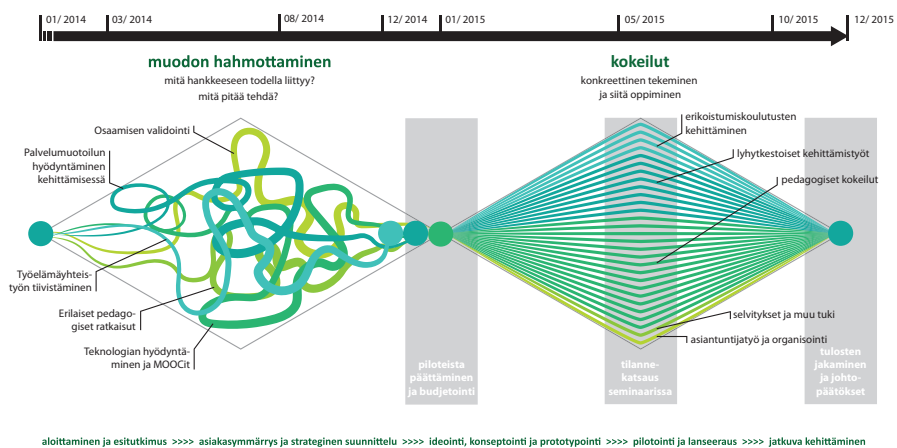 01/ 2014
03/ 2014
08 / 2014
12/ 2014
01/ 2015
05/ 2015
10/ 2015
12/ 2015
muodon hahmottaminen
mitä hankkeeseen todella liittyy?
mitä pitää tehdä?
kokeilut
konkreettinen tekeminen
ja siitä oppiminen
Osaamisen validointi
Palvelumuotoilun
hyödyntäminen
kehittämisessä
Työelämäyhteis-
työn tiivistäminen
Erilaiset pedago-
giset ratkaisut
Teknologian hyödyntä-
minen ja MOOCit
erikoistumiskoulutusten
kehittäminen
lyhytkestoiset kehittämistyöt
pedagogiset kokeilut
selvitykset ja muu tuki
asiantuntijatyö ja organisointi
piloteista
päättäminen
ja budjetointi
tilanne-
katsaus
seminaarissa
tulosten
jakaminen
ja johto-
päätökset
aloittaminen ja esitutkimus >>>> asiakasymmärrys ja strateginen suunnittelu >>>> ideointi, konseptointi ja prototypointi >>>> pilotointi ja lanseeraus >>>> jatkuva kehittäminen